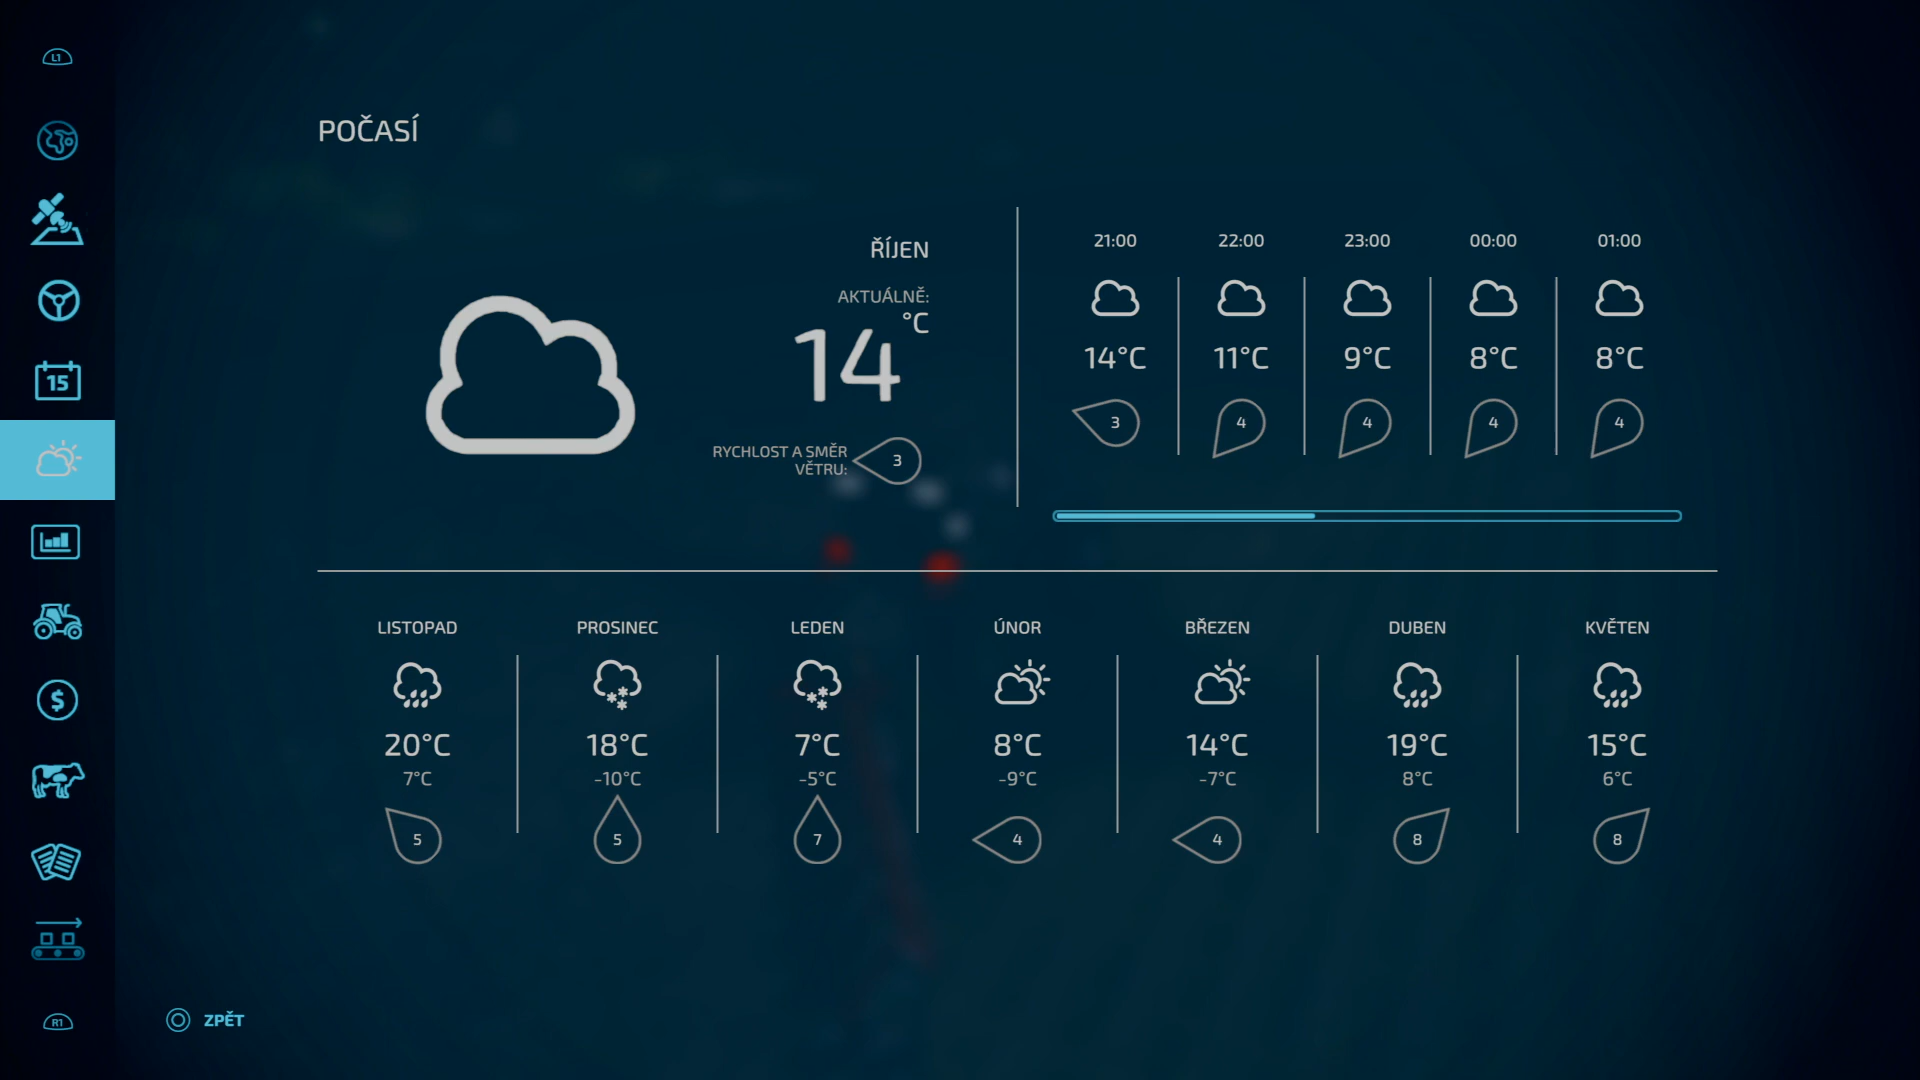 L1
15
R1
POČASÍ
ŘÍJEN
AKTUÁLNĚ:
14 °C
RYCHLOST A SMĚR
VĚTRU:
3
21:00 22:00 23:00 00:00 01:00
14°C 11°C 9°C 8°C 8°C
3 4 4 4 4
LISTOPAD PROSINEC LEDEN ÚNOR BŘEZEN DUBEN KVĚTEN
20°C 18°C 7°C 8°C 14°C 19°C 15°C
7°C -10°C -5°C -9°C -7°C 8°C 6°C
5 5 7 4 4 8 8
ZPĚT